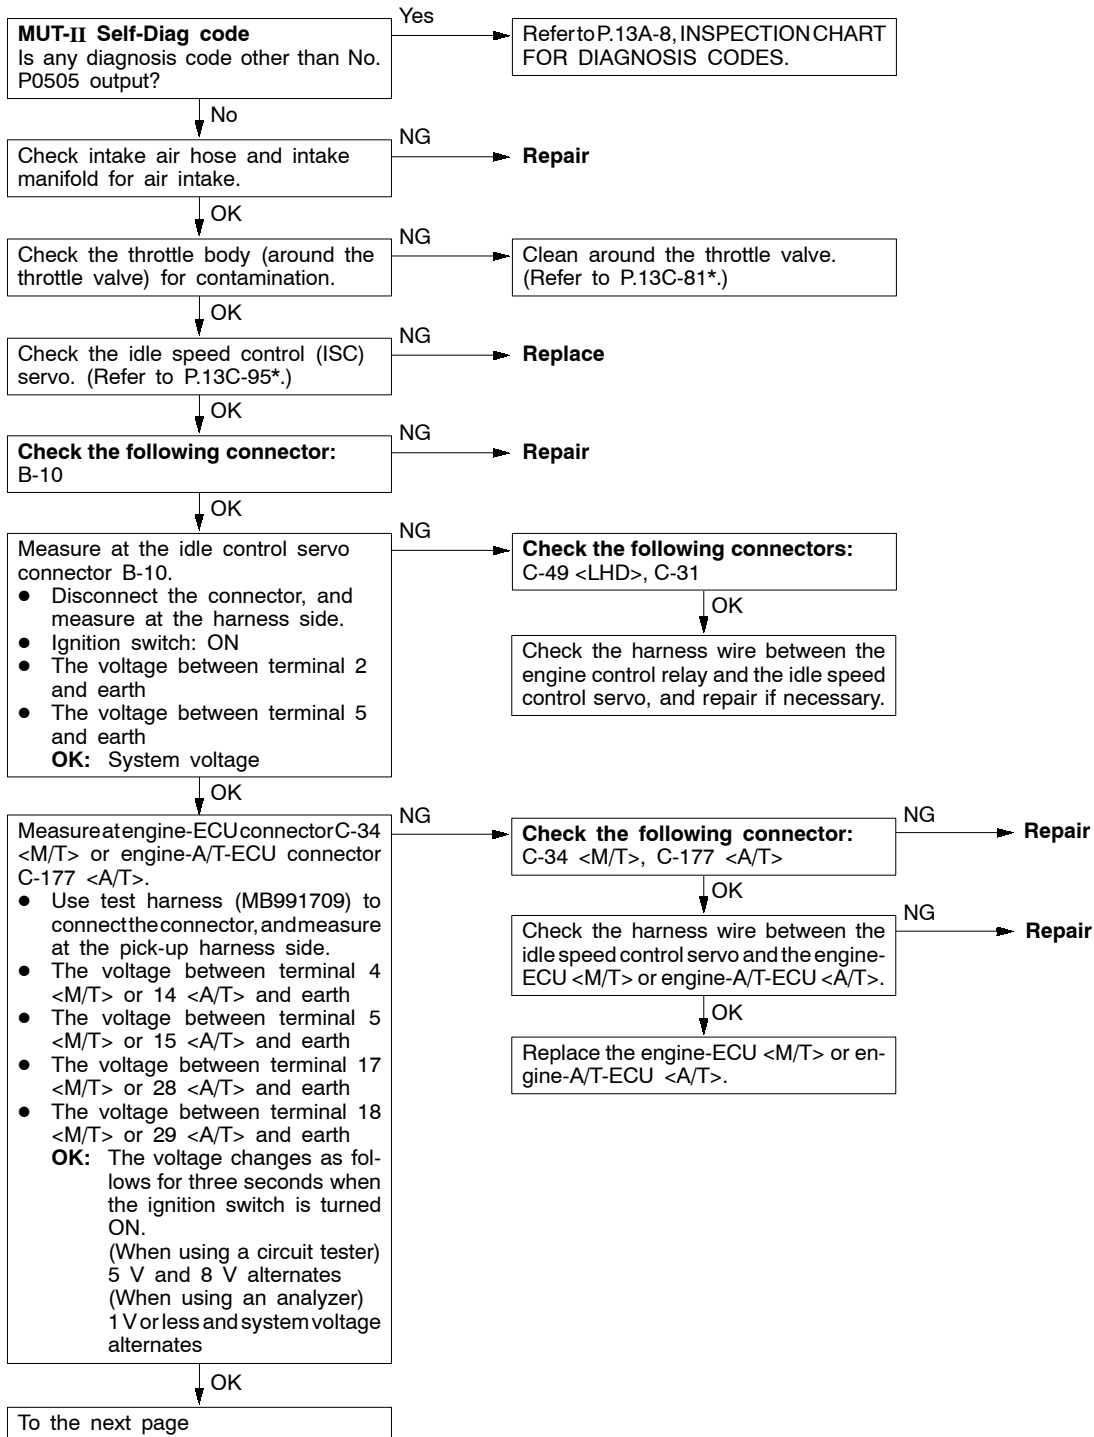 MUT-II Self-Diag code
Is any diagnosis code other than No.
P0505 output?
Yes
Refer to P.13A-8, INSPECTION CHART
FOR DIAGNOSIS CODES.
No
Check intake air hose and intake
manifold for air intake.
NG
Repair
OK
Check the throttle body (around the
throttle valve) for contamination.
NG
Clean around the throttle valve.
(Refer to P.13C-81*.)
OK
Check the idle speed control (ISC)
servo. (Refer to P.13C-95*.)
NG
Replace
OK
Check the following connector:
B-10
NG
Repair
OK
Measure at the idle control servo
connector B-10.
● Disconnect the connector, and
measure at the harness side.
● Ignition switch: ON
● The voltage between terminal 2
and earth
● The voltage between terminal 5
and earth
OK: System voltage
NG
Check the following connectors:
C-49 <LHD>, C-31
OK
Check the harness wire between the
engine control relay and the idle speed
control servo, and repair if necessary.
OK
Measure at engine-ECU connector C-34
<M/T> or engine-A/T-ECU connector
C-177 <A/T>.
● Use test harness (MB991709) to
connect the connector, and measure
at the pick-up harness side.
● The voltage between terminal 4
<M/T> or 14 <A/T> and earth
● The voltage between terminal 5
<M/T> or 15 <A/T> and earth
● The voltage between terminal 17
<M/T> or 28 <A/T> and earth
● The voltage between terminal 18
<M/T> or 29 <A/T> and earth
OK: The voltage changes as fol-
lows for three seconds when
the ignition switch is turned
ON.
(When using a circuit tester)
5 V and 8 V alternates
(When using an analyzer)
1 V or less and system voltage
alternates
NG
Check the following connector:
C-34 <M/T>, C-177 <A/T>
NG
Repair
OK
Check the harness wire between the
idle speed control servo and the engine-
ECU <M/T> or engine-A/T-ECU <A/T>.
NG
Repair
OK
Replace the engine-ECU <M/T> or en-
gine-A/T-ECU <A/T>.
OK
To the next page